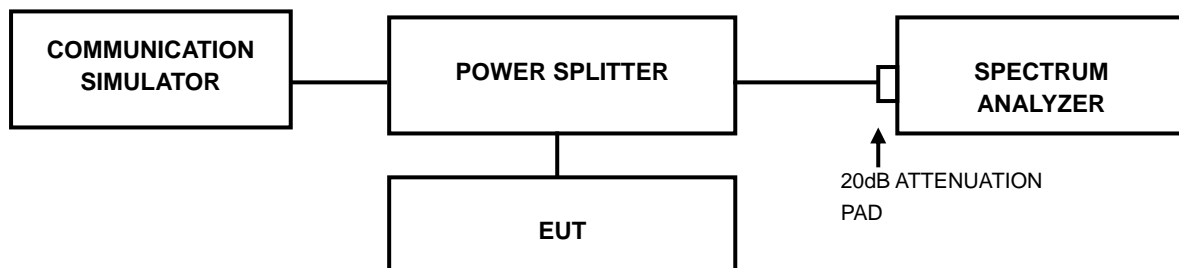 COMMUNICATION
SIMULATOR
POWER SPLITTER
SPECTRUM
ANALYZER
20dB ATTENUATION
PAD
EUT